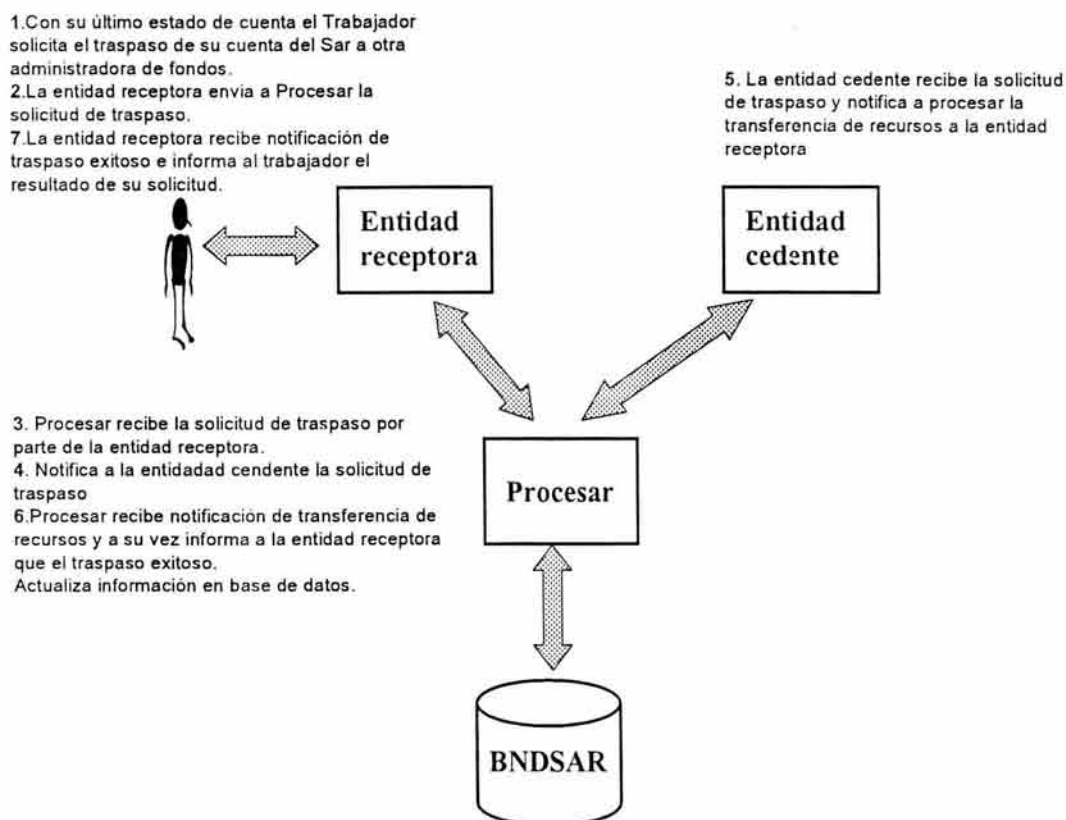 1.Con su último estado de cuenta el Trabajador
solicita el traspaso de su cuenta del Sar a otra
administradora de fondos.
2.La entidad receptora envia a Procesar la
solicitud de traspaso.
7.La entidad receptora recibe notificación de
traspaso exitoso e informa al trabajador el
resultado de su solicitud.
5. La entidad cedente recibe la solicitud
de traspaso y notifica a procesar la
transferencia de recursos a la entidad
receptora
Entidad
receptora
Entidad
cedente
3. Procesar recibe la solicitud de traspaso por
parte de la entidad receptora.
4. Notifica a la entidadad cendente la solicitud de
traspaso
6.Procesar recibe notificación de transferencia de
recursos y a su vez informa a la entidad receptora
que el traspaso exitoso.
Actualiza información en base de datos.
Procesar
BNDSAR